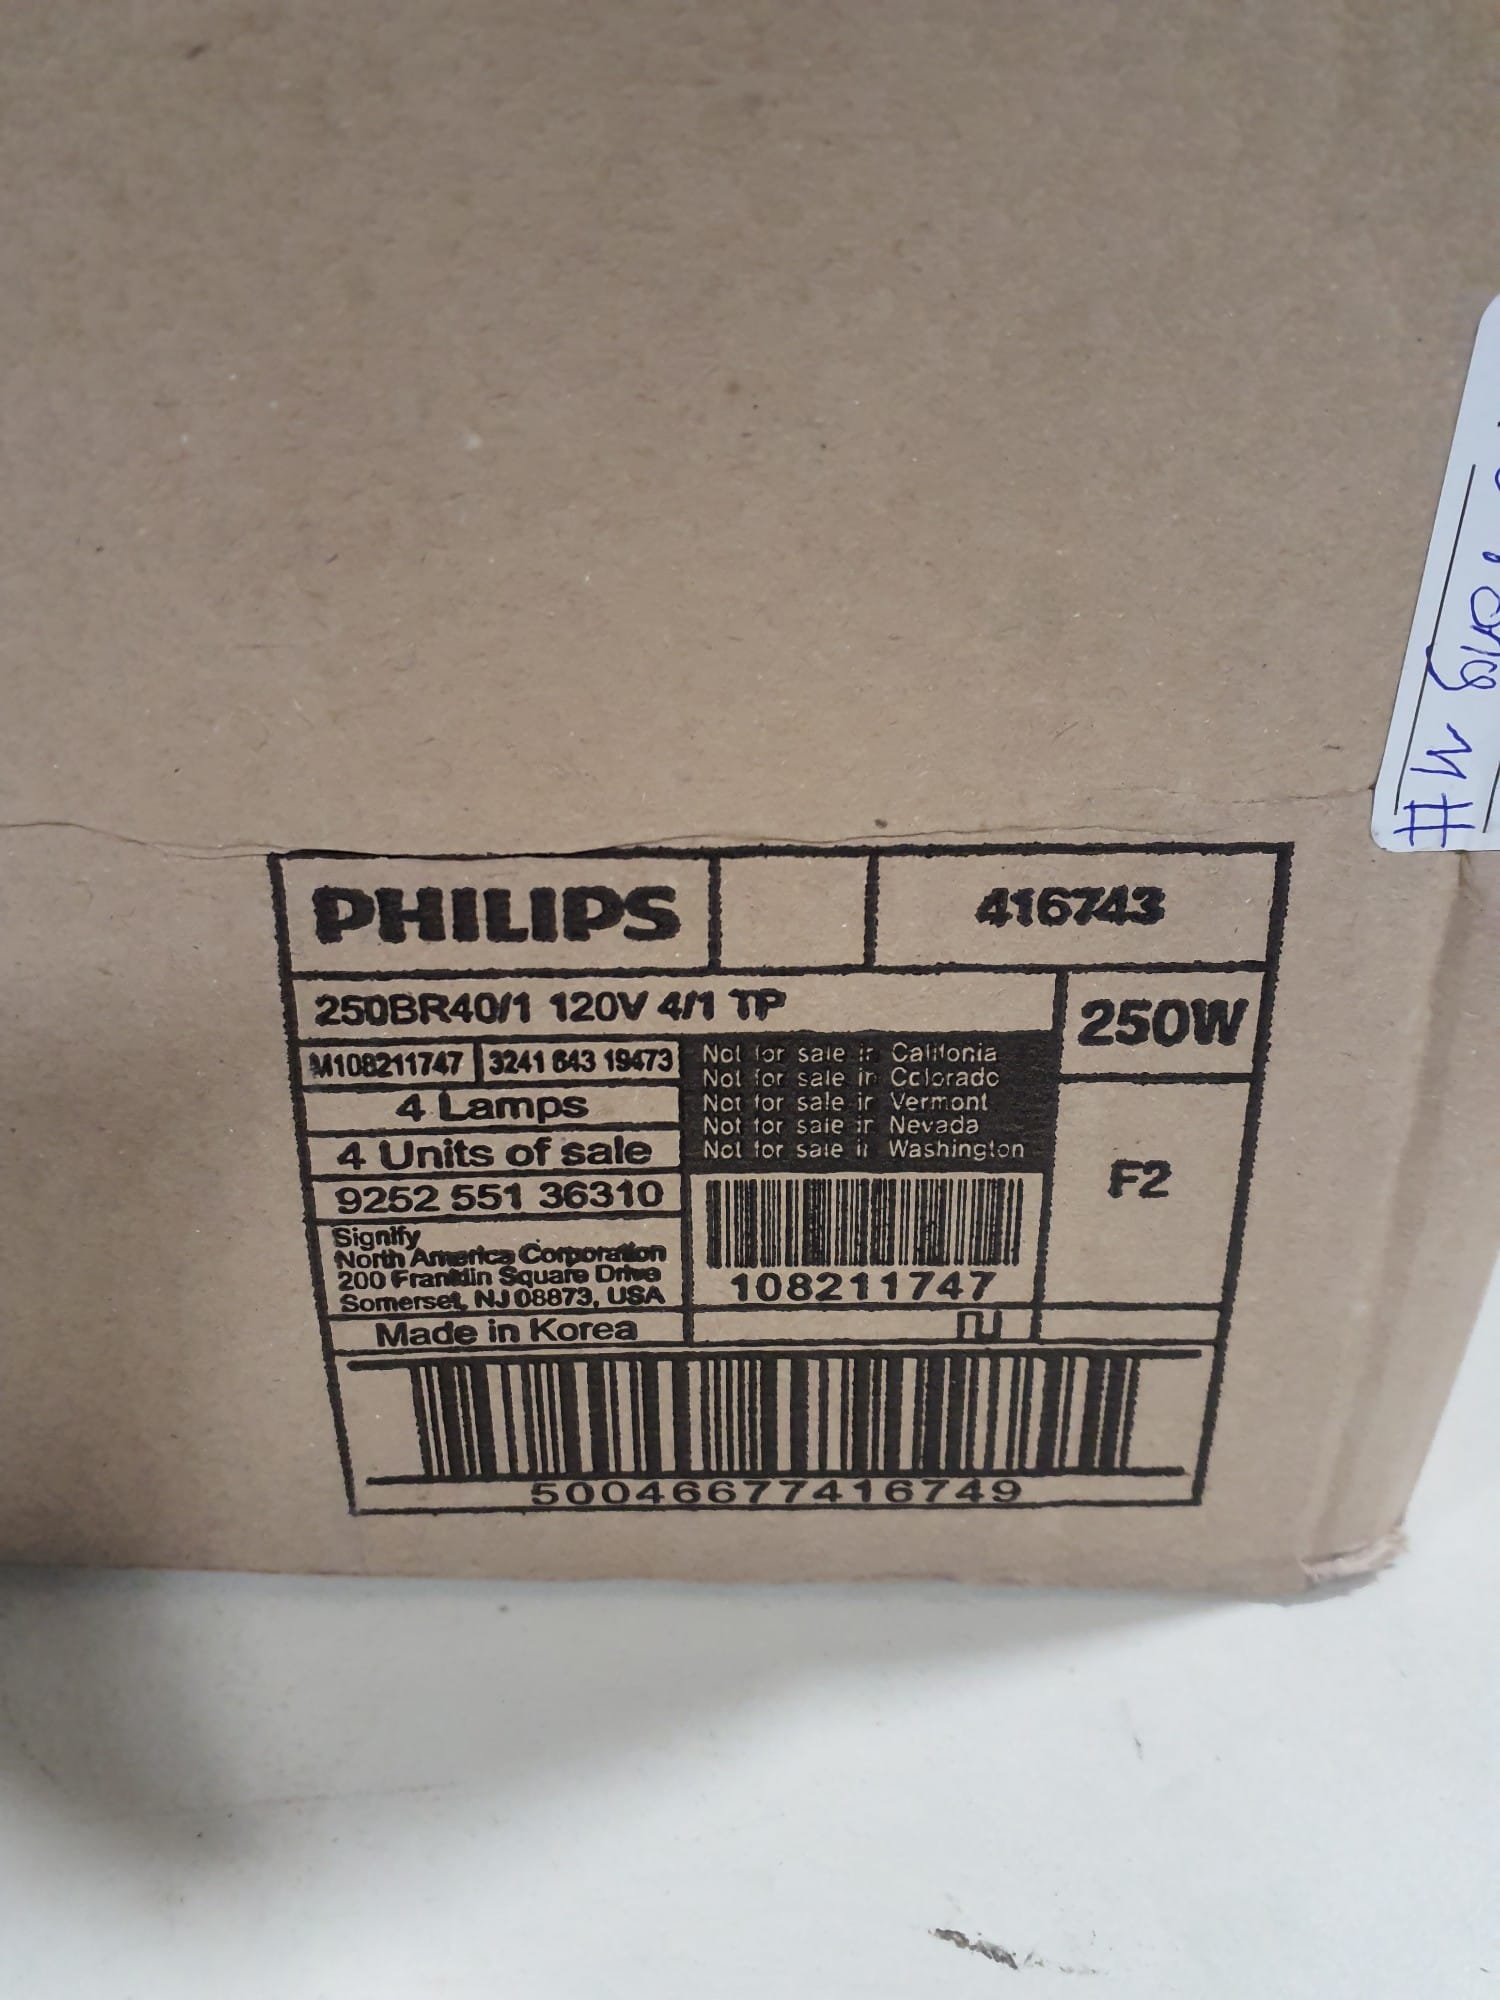 PHILIPS
416743
250BR40/1 120V 4/1 TP
250W
M108211747
3241 643 19473
Not for sale in Califonia
Not for sale in Colorado
Not for sale in Vermont
Not for sale in Nevada
Not for sale in Washington
4 Lamps
4 Units of sale
F2
9252 551 36310
Signify
North America Corporation
200 Franklin Square Drive
Somerset, NJ 08873, USA
108211747
Made in Korea
50046677416749
#